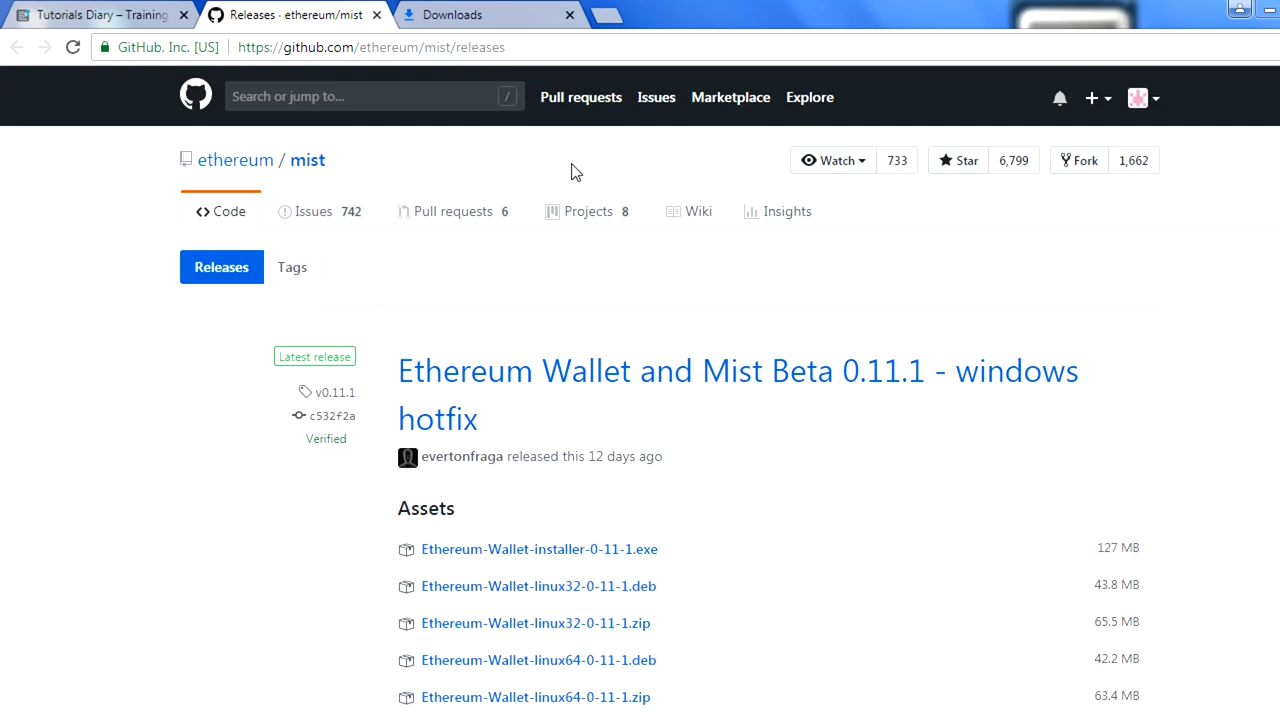 Tutorials Diary – Training
Releases · ethereum/mist
Downloads
GitHub, Inc. [US]
https://github.com/ethereum/mist/releases
Search or jump to...
/
Pull requests
Issues
Marketplace
Explore
ethereum / mist
Watch
733
Star
6,799
Fork
1,662
Code
Issues 742
Pull requests 6
Projects 8
Wiki
Insights
Releases
Tags
Latest release
v0.11.1
c532f2a
Verified
Ethereum Wallet and Mist Beta 0.11.1 - windows
hotfix
evertonfraga released this 12 days ago
Assets
Ethereum-Wallet-installer-0-11-1.exe
127 MB
Ethereum-Wallet-linux32-0-11-1.deb
43.8 MB
Ethereum-Wallet-linux32-0-11-1.zip
65.5 MB
Ethereum-Wallet-linux64-0-11-1.deb
42.2 MB
Ethereum-Wallet-linux64-0-11-1.zip
63.4 MB